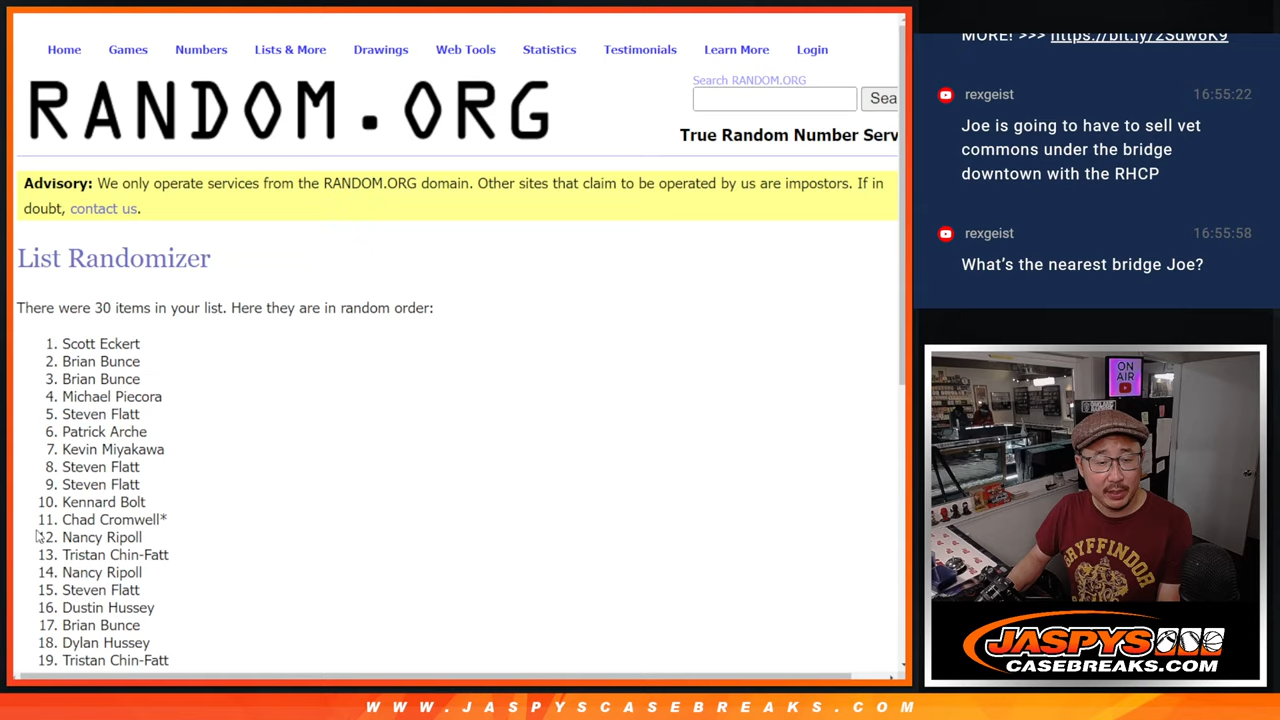 Home Games Numbers Lists & More Drawings Web Tools Statistics Testimonials Learn More Login
RANDOM.ORG
Search RANDOM.ORG
Sea
True Random Number Serv
Advisory: We only operate services from the RANDOM.ORG domain. Other sites that claim to be operated by us are impostors. If in
doubt, contact us.
List Randomizer
There were 30 items in your list. Here they are in random order:
1. Scott Eckert
2. Brian Bunce
3. Brian Bunce
4. Michael Piecora
5. Steven Flatt
6. Patrick Arche
7. Kevin Miyakawa
8. Steven Flatt
9. Steven Flatt
10. Kennard Bolt
11. Chad Cromwell*
12. Nancy Ripoll
13. Tristan Chin-Fatt
14. Nancy Ripoll
15. Steven Flatt
16. Dustin Hussey
17. Brian Bunce
18. Dylan Hussey
19. Tristan Chin-Fatt
MORE! >>> https://bit.ly/2Sdw6K9
rexgeist 16:55:22
Joe is going to have to sell vet
commons under the bridge
downtown with the RHCP
rexgeist 16:55:58
What's the nearest bridge Joe?
ON
AIR
GRYFFINDOR
JASPYS
CASEBREAKS.COM
WWW.JASPYSCASEBREAKS.COM